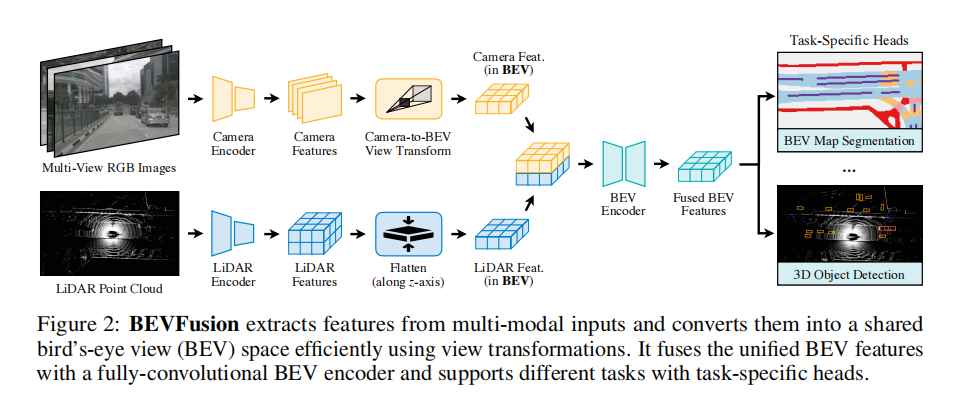 Task-Specific Heads
Camera Feat.
(in BEV)
Camera
Encoder
Camera
Features
Camera-to-BEV
View Transform
Multi-View RGB Images
BEV Map Segmentation
...
BEV
Encoder
Fused BEV
Features
LiDAR
Encoder
LiDAR
Features
Flatten
(along z-axis)
LiDAR Feat.
(in BEV)
LiDAR Point Cloud
3D Object Detection
Figure 2: BEVFusion extracts features from multi-modal inputs and converts them into a shared
bird's-eye view (BEV) space efficiently using view transformations. It fuses the unified BEV features
with a fully-convolutional BEV encoder and supports different tasks with task-specific heads.